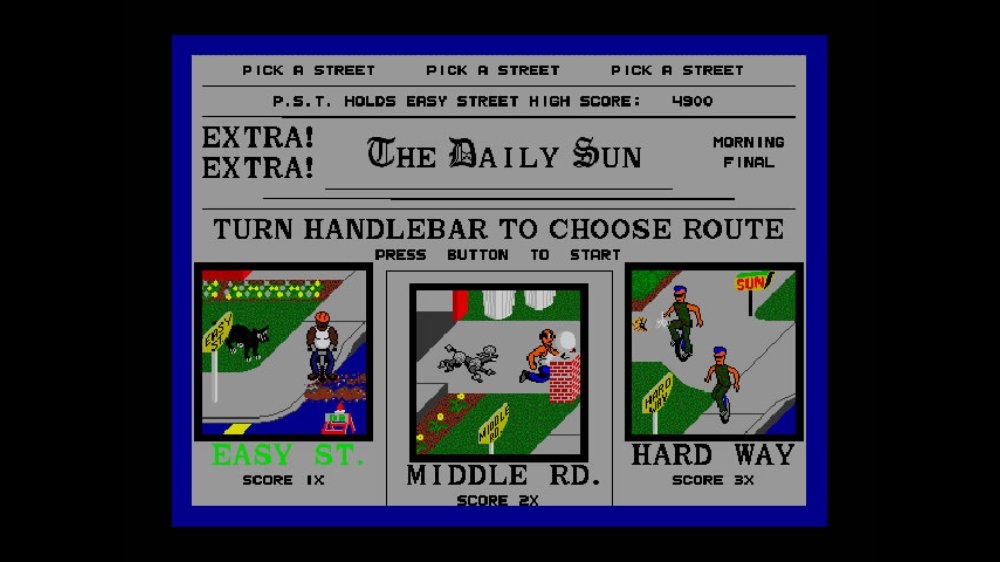 PICK A STREET PICK A STREET PICK A STREET
P.S.T. HOLDS EASY STREET HIGH SCORE: 4900
EXTRA!
EXTRA!
THE DAILY SUN
MORNING
FINAL
TURN HANDLEBAR TO CHOOSE ROUTE
PRESS BUTTON TO START
EASY
ST.
EASY ST.
SCORE 1X
MIDDLE
RD.
MIDDLE RD.
SCORE 2X
SUN
HARD
WAY
HARD WAY
SCORE 3X